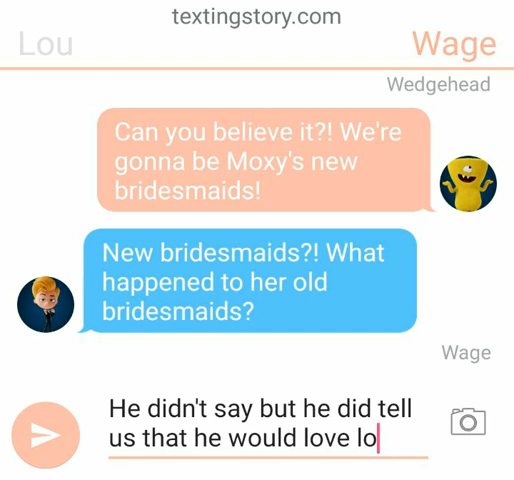 textingstory.com
Lou
Wage
Wedgehead
Can you believe it?! We're
gonna be Moxy's new
bridesmaids!
New bridesmaids?! What
happened to her old
bridesmaids?
Wage
He didn't say but he did tell
us that he would love lo